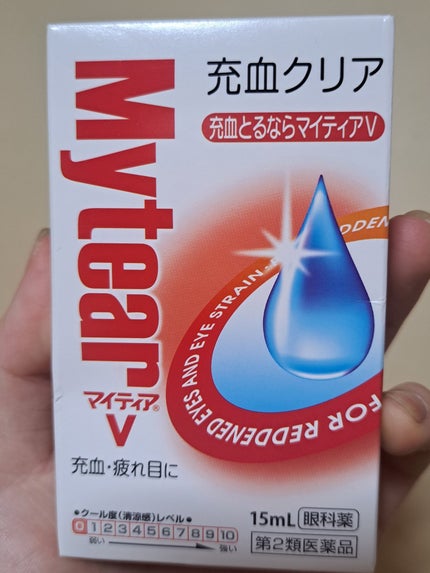 Mytear
マイティア®
V
充血・疲れ目に
充血クリア
充血とるならマイティアV
FOR REDDENED EYES AND EYE STRAIN
DDEN
●クール度(清涼感)レベル●
0 1 2 3 4 5 6 7 8 9 10
弱い 強い
15mL 眼科薬
第2類医薬品